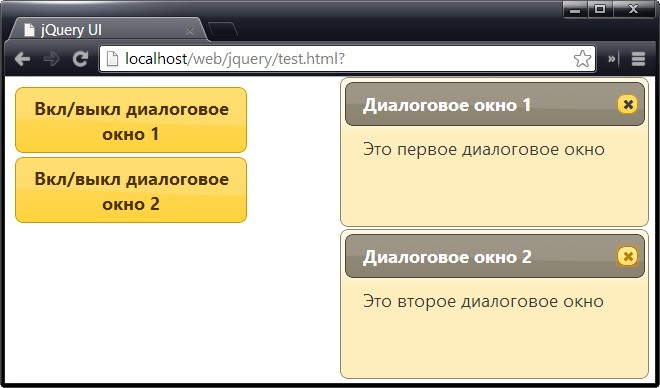 jQuery UI
localhost/web/jquery/test.html?
Вкл/выкл диалоговое
окно 1
Вкл/выкл диалоговое
окно 2
Диалоговое окно 1
Это первое диалоговое окно
Диалоговое окно 2
Это второе диалоговое окно